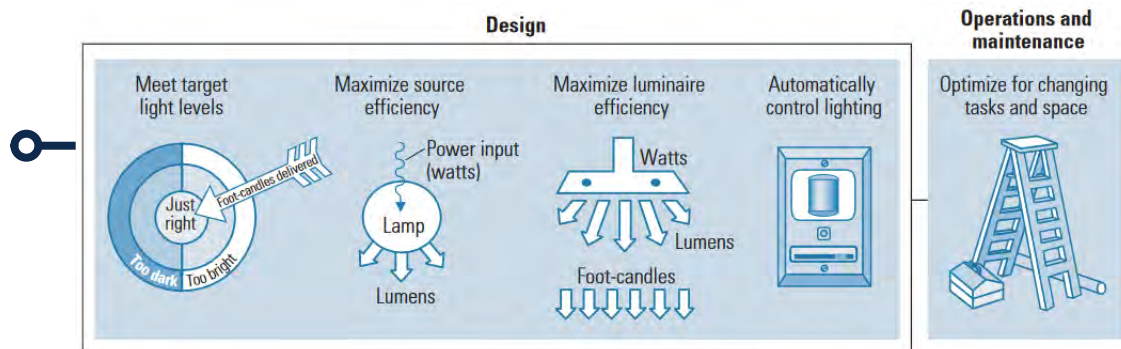 Design
Operations and
maintenance
Meet target
light levels
Foot-candles delivered
Just
right
Too dark
Too bright
Maximize source
efficiency
Power input
(watts)
Lamp
Lumens
Maximize luminaire
efficiency
Watts
Lumens
Foot-candles
Automatically
control lighting
Optimize for changing
tasks and space